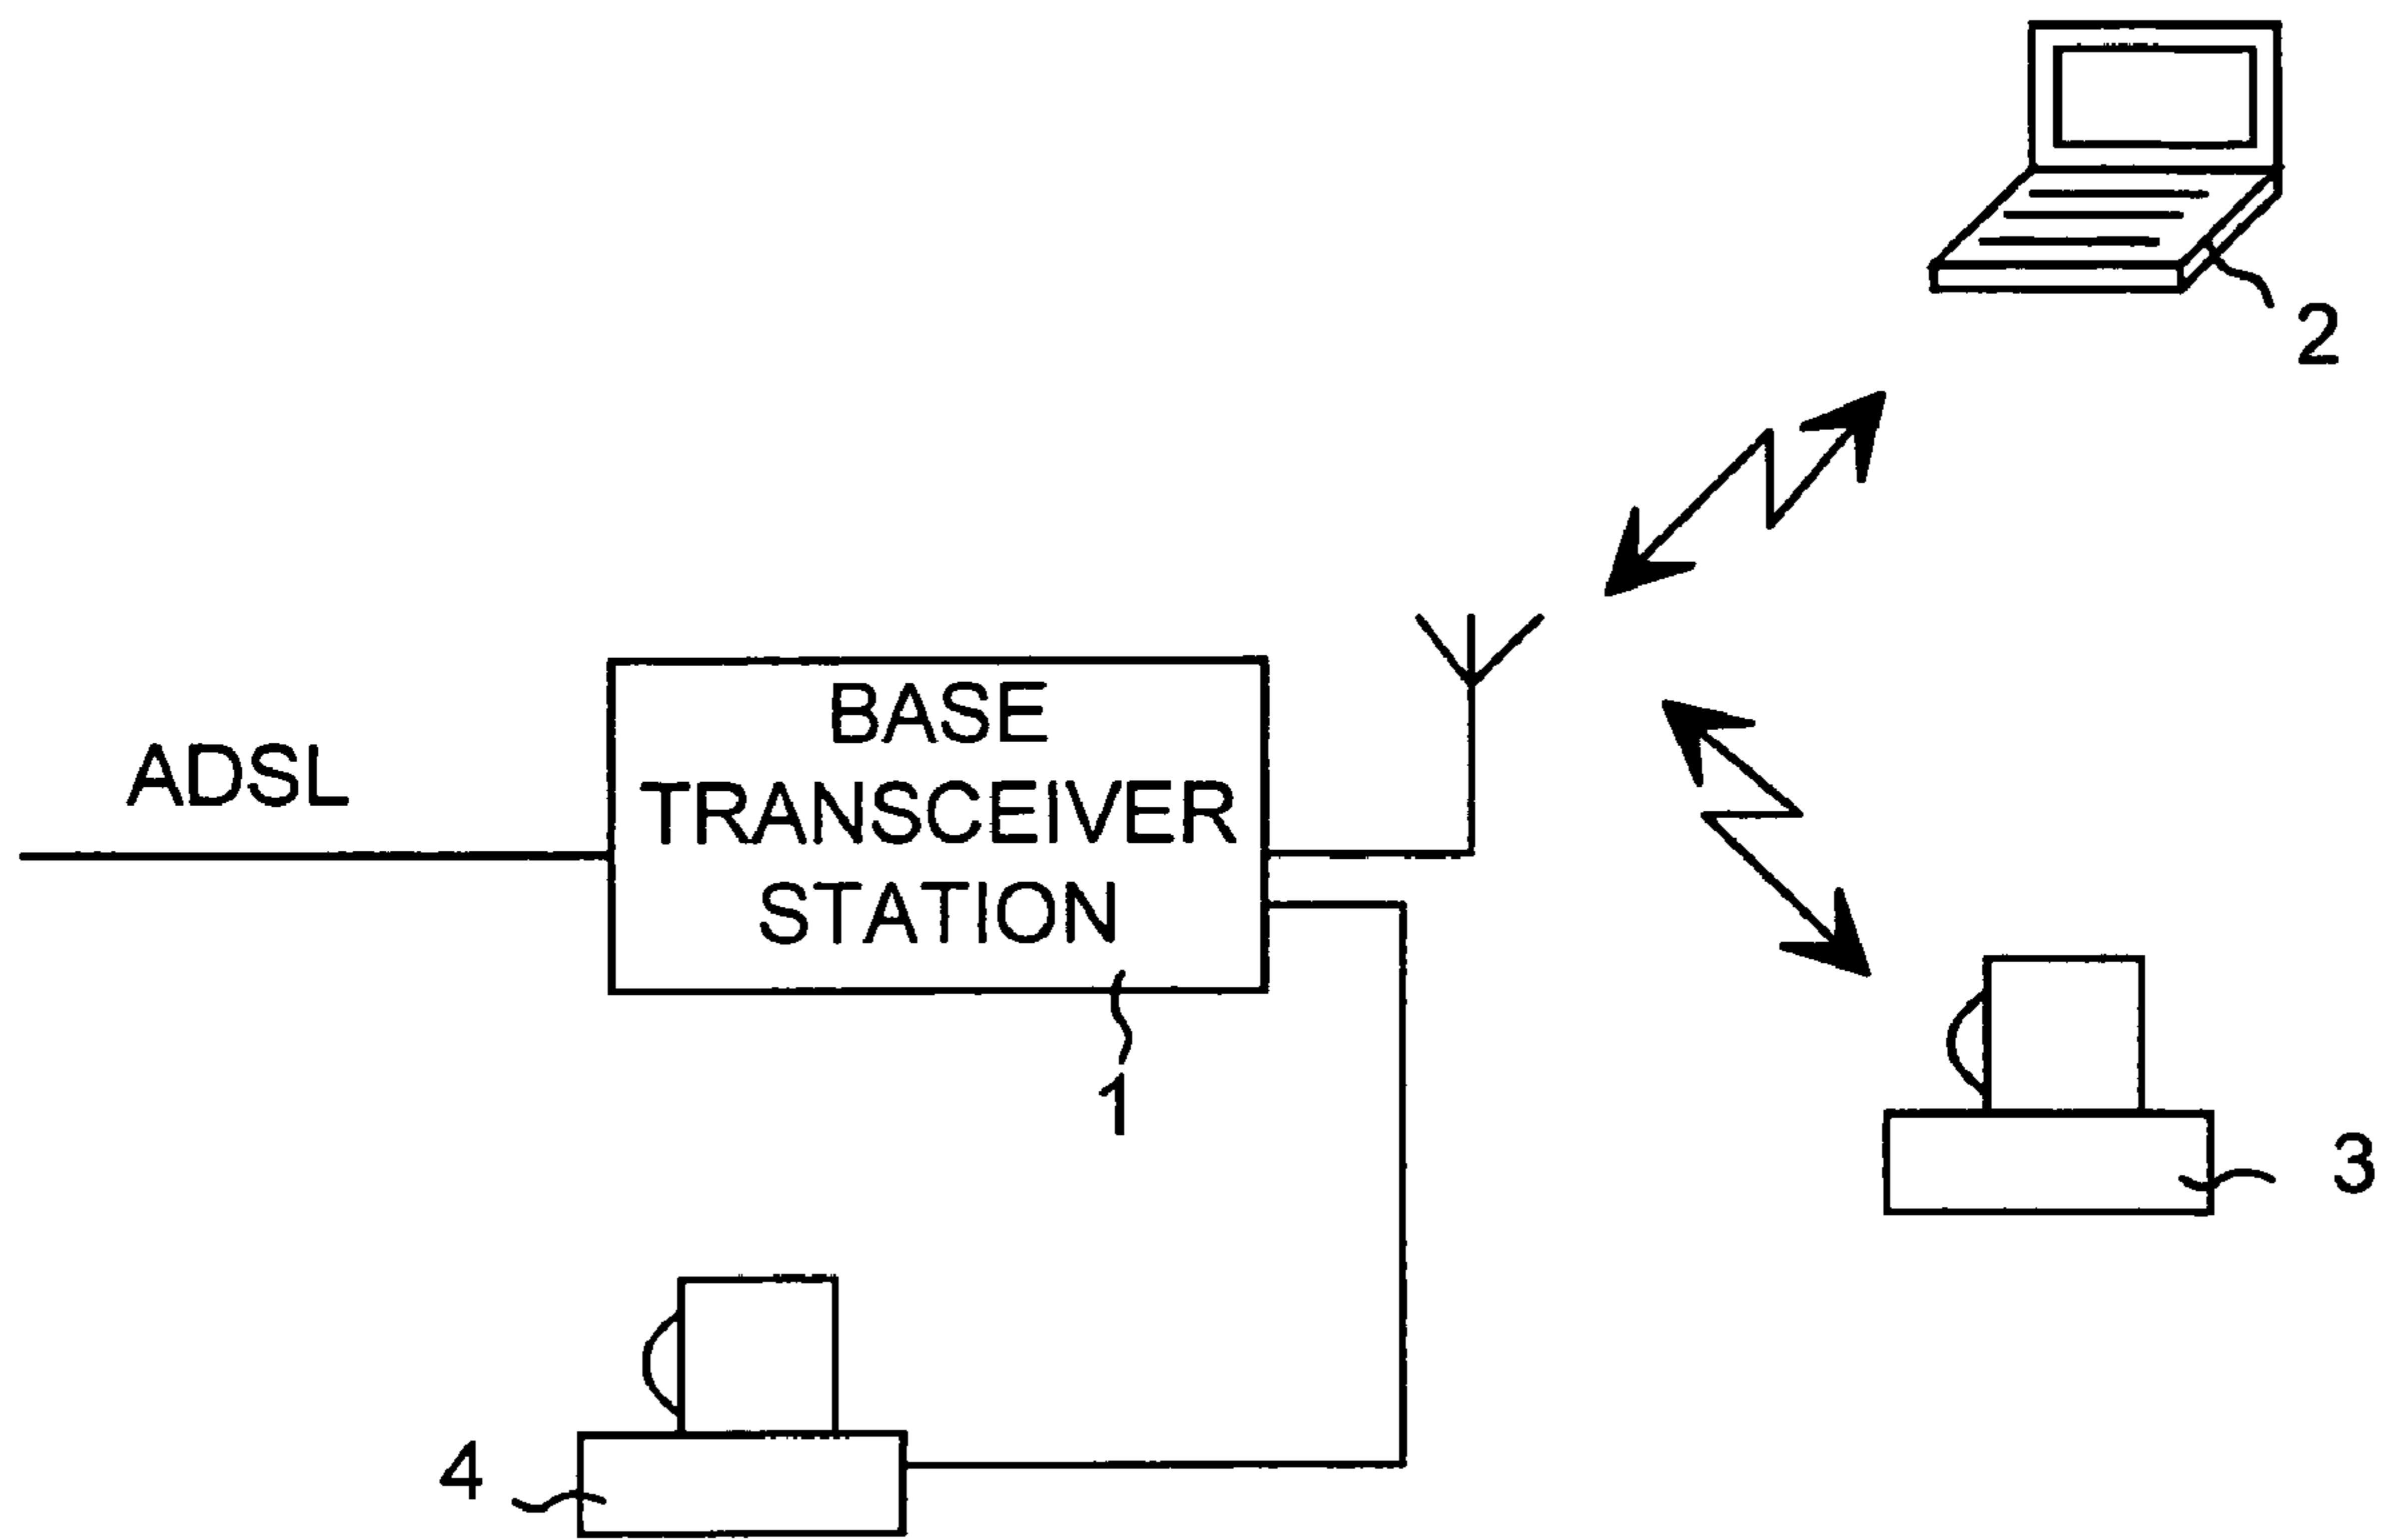 2
ADSL
BASE
TRANSCEIVER
STATION
1
3
4